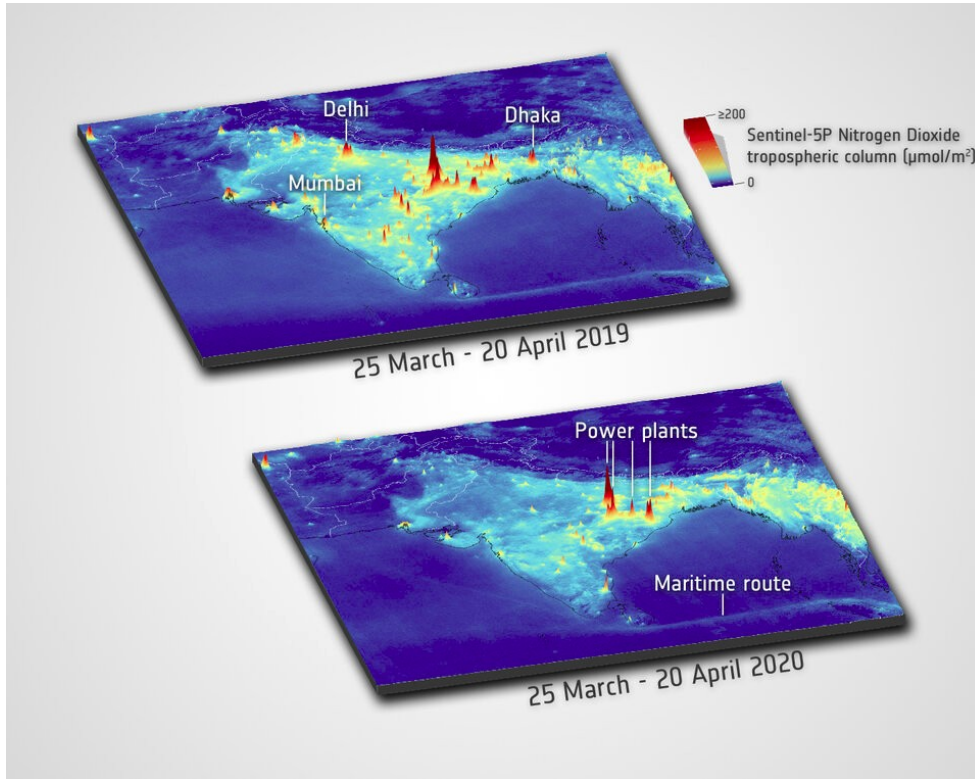 Delhi
Dhaka
Mumbai
≥200
Sentinel-5P Nitrogen Dioxide
tropospheric column (µmol/m²)
0
25 March - 20 April 2019
Power plants
Maritime route
25 March - 20 April 2020